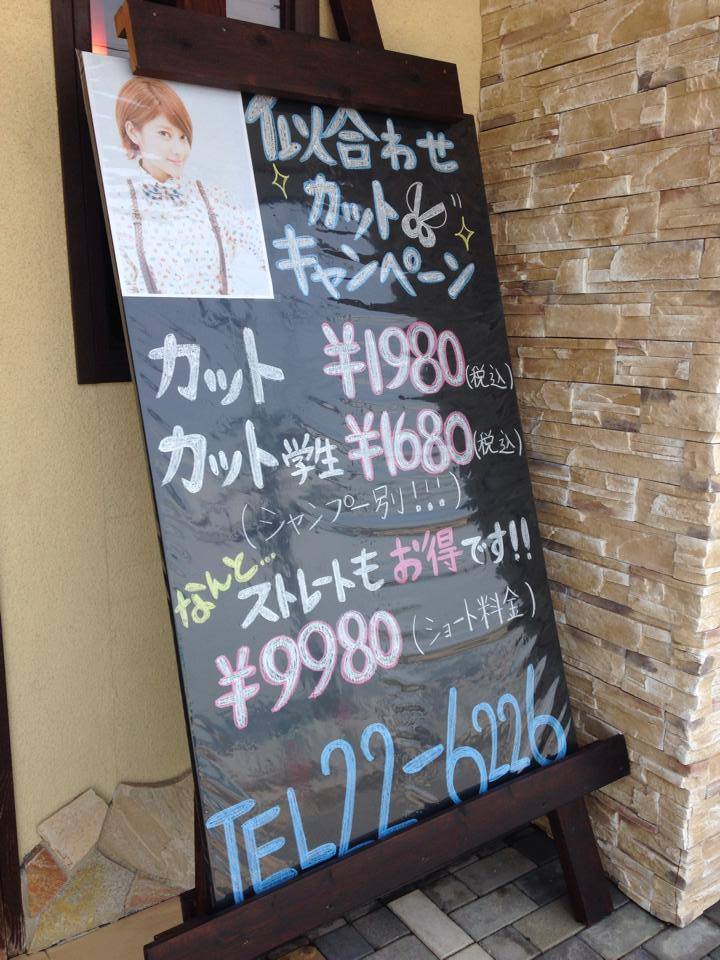 似合わせ
カット
キャンペーン
カット ¥1980(税込)
カット学生 ¥1680(税込)
(シャンプー別!!!)
なんと…
ストレートもお得です!!
¥9980(ショート料金)
TEL22-6226